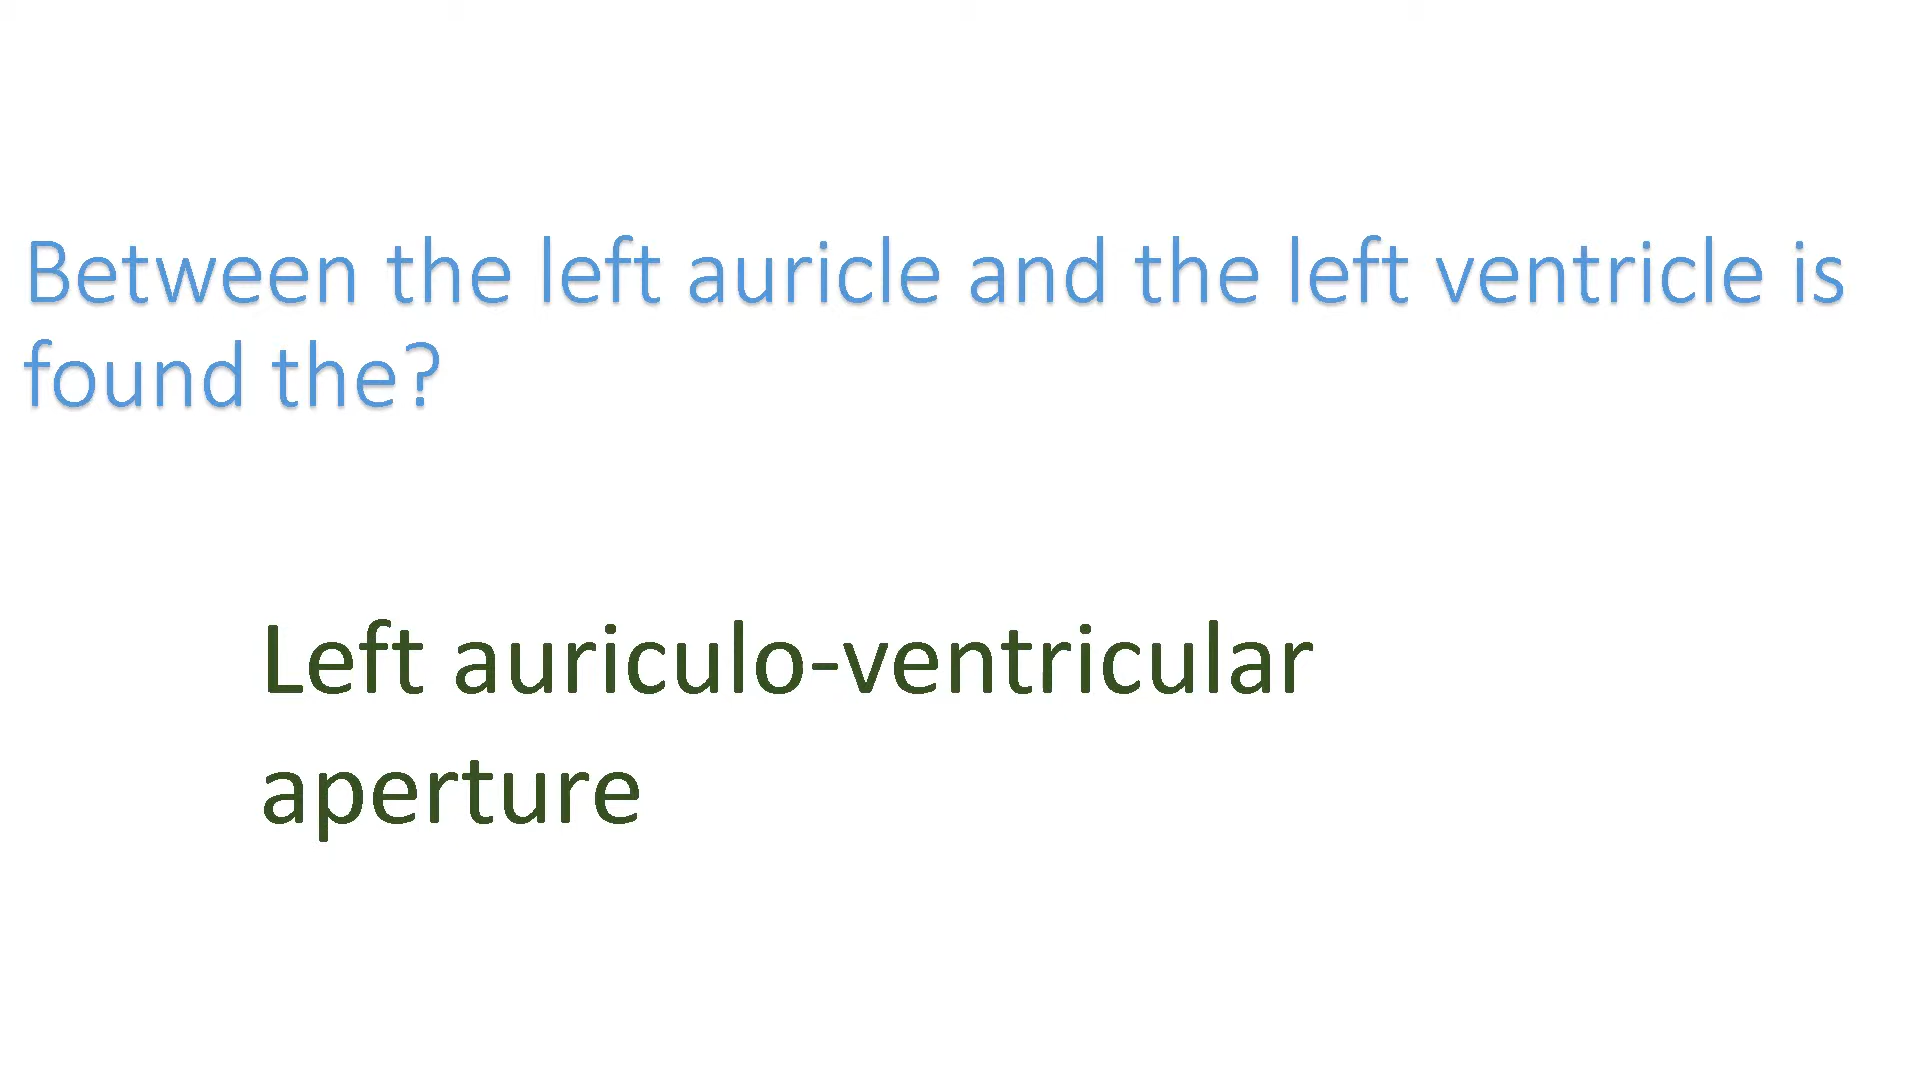 Between the left auricle and the left ventricle is
found the?
Left auriculo-ventricular
aperture